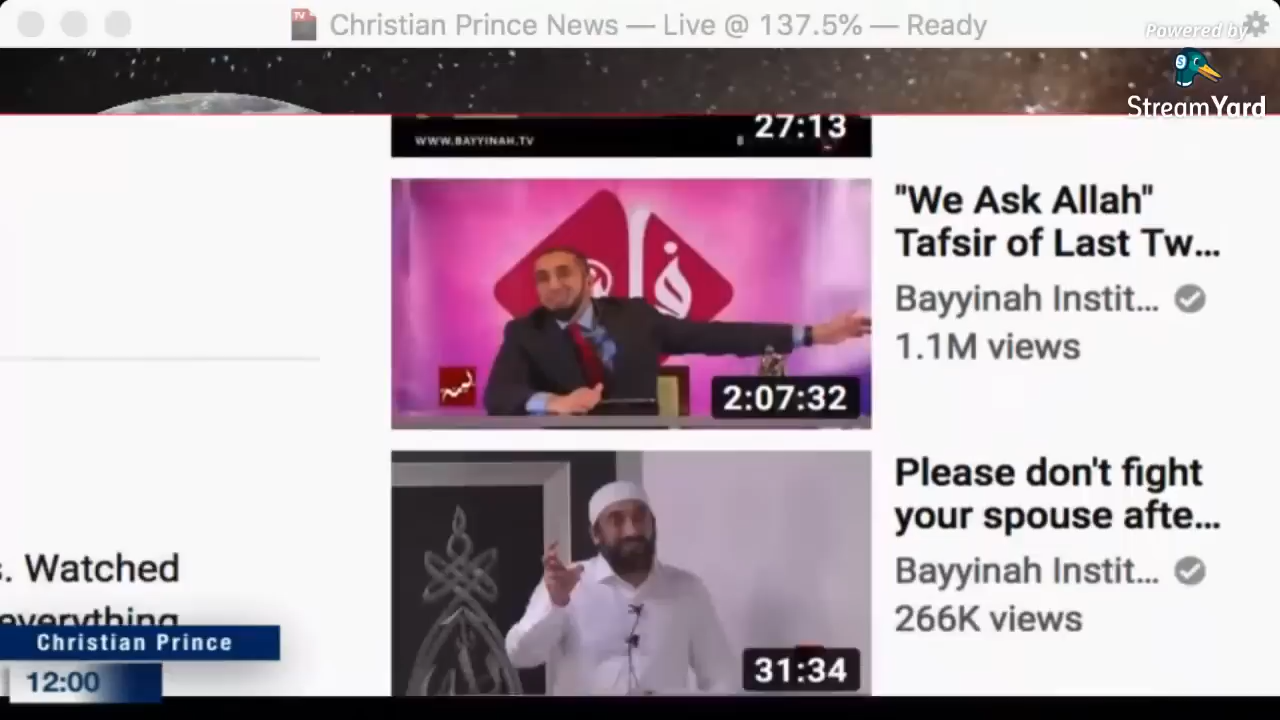 Christian Prince News — Live @ 137.5% — Ready
Powered by
StreamYard
WWW.BAYYINAH.TV
27:13
"We Ask Allah"
Tafsir of Last Tw...
Bayyinah Instit...
1.1M views
2:07:32
Please don't fight
your spouse afte...
Bayyinah Instit...
266K views
31:34
. Watched
everything
Christian Prince
12:00